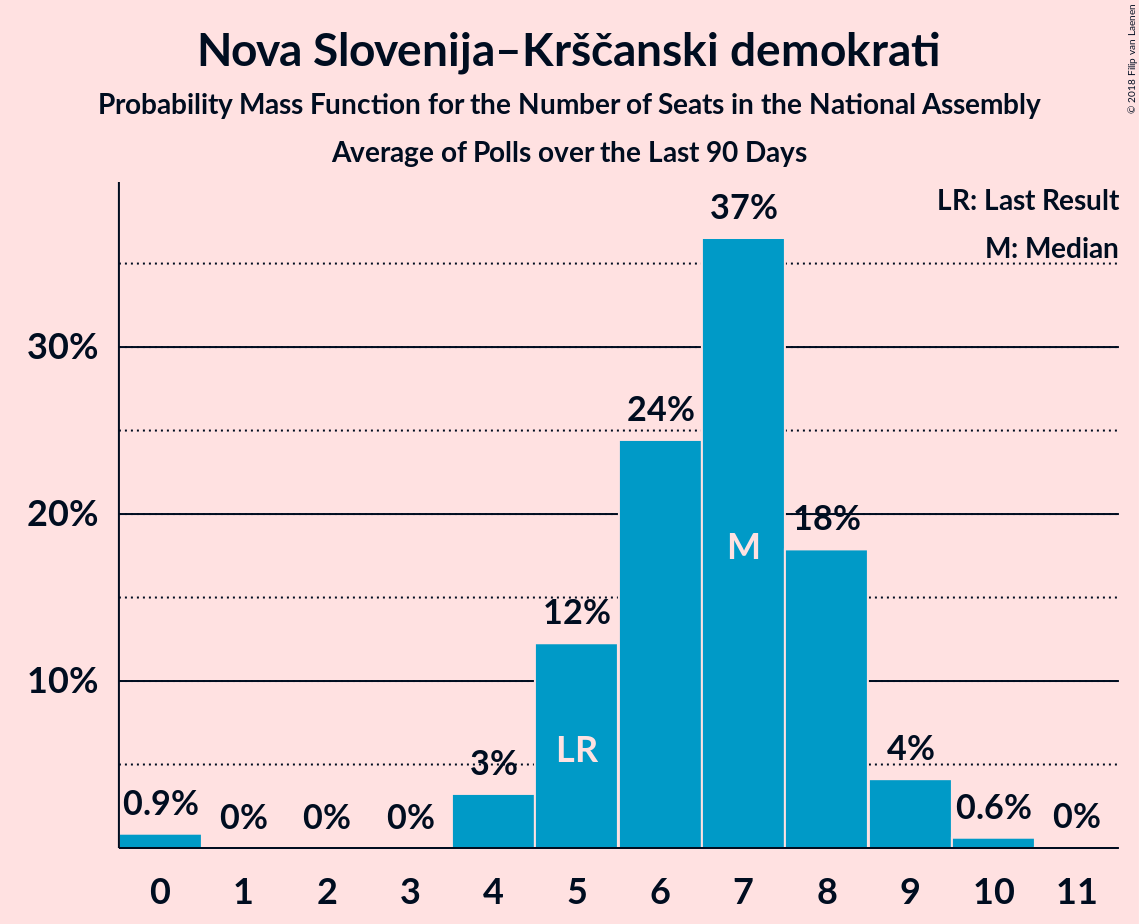 Nova Slovenija–Krščanski demokrati
Probability Mass Function for the Number of Seats in the National Assembly
Average of Polls over the Last 90 Days
© 2018 Filip van Laenen
LR: Last Result
M: Median
37%
30%
24%
20%
18%
M
12%
10%
LR
3%
4%
0.9%
0%
0%
0%
0.6%
0%
0 1 2 3 4 5 6 7 8 9 10 11